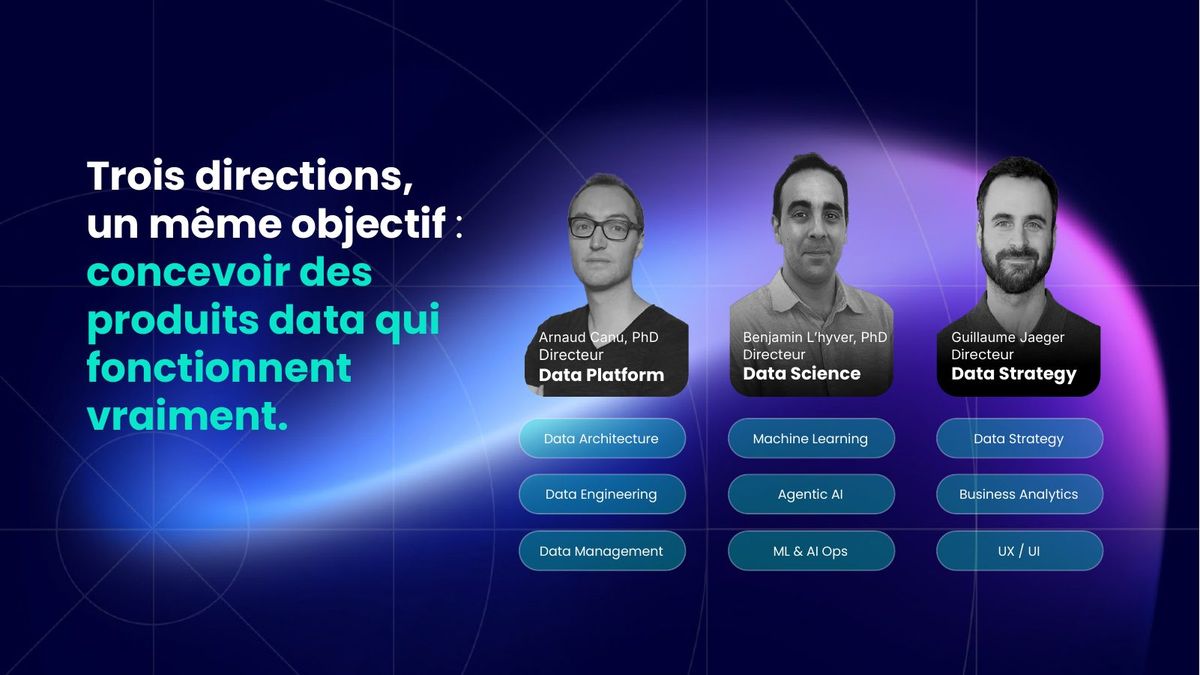 Trois directions,
un même objectif :
concevoir des
produits data qui
fonctionnent
vraiment.
Arnaud Canu, PhD
Directeur
Data Platform
Data Architecture
Data Engineering
Data Management
Benjamin L’hyver, PhD
Directeur
Data Science
Machine Learning
Agentic AI
ML & AI Ops
Guillaume Jaeger
Directeur
Data Strategy
Data Strategy
Business Analytics
UX / UI